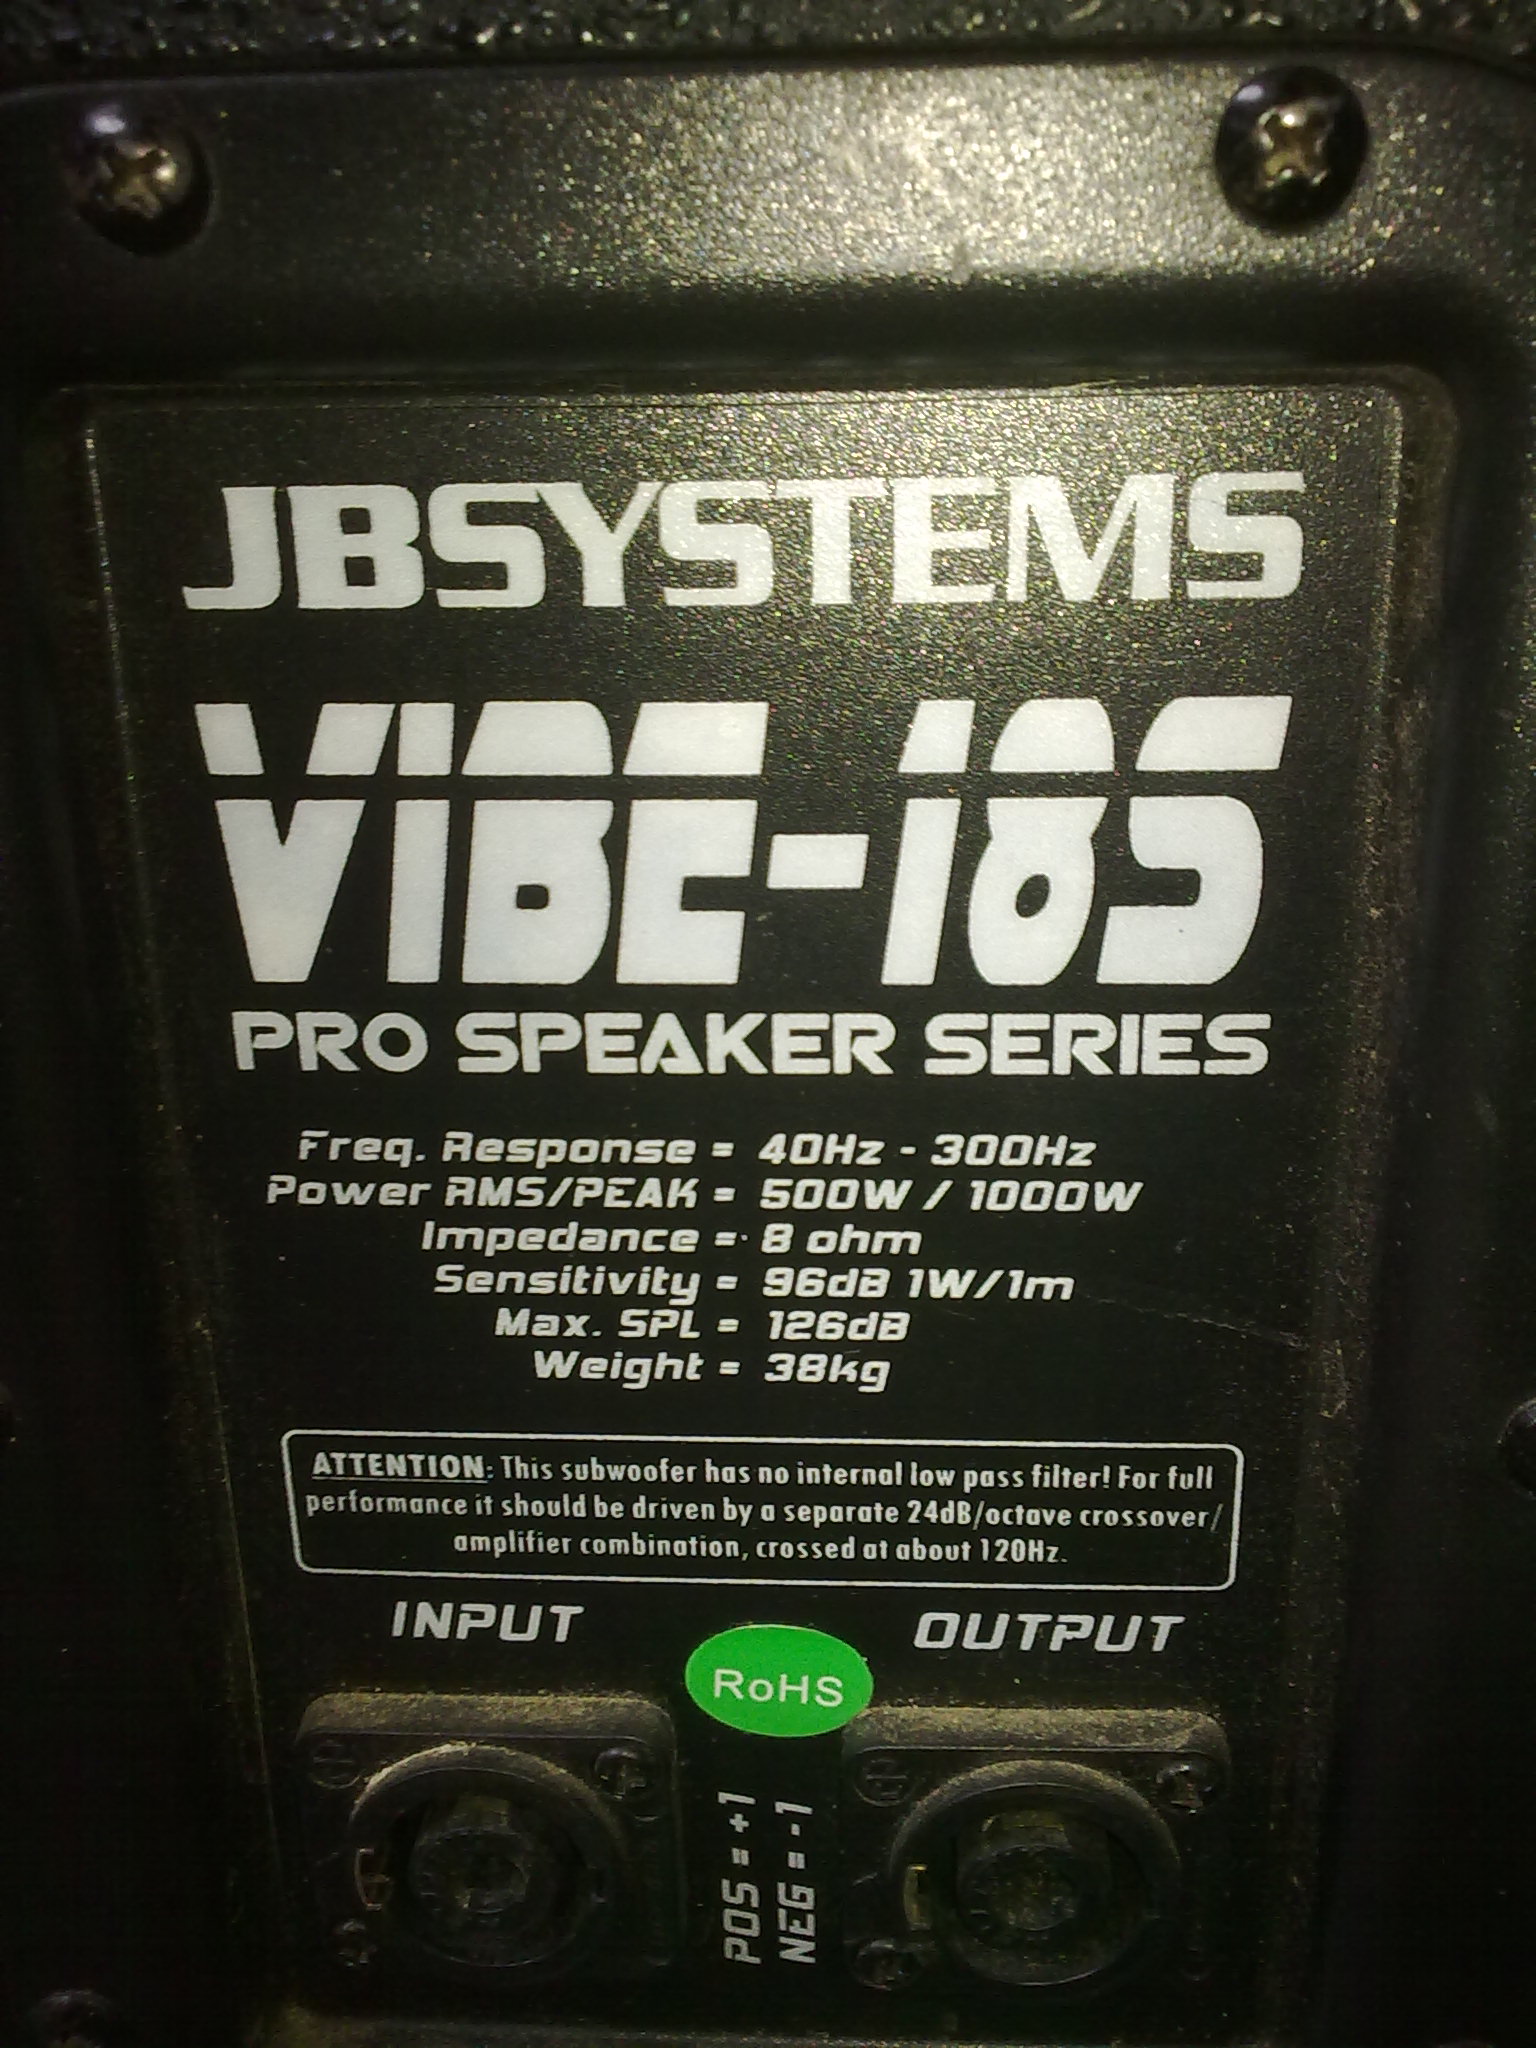 JBSYSTEMS
VIBE-18S
PRO SPEAKER SERIES
Freq. Response = 40Hz - 300Hz
Power RMS/PEAK = 500W / 1000W
Impedance = 8 ohm
Sensitivity = 96dB 1W/1m
Max. SPL = 126dB
Weight = 38kg
ATTENTION: This subwoofer has no internal low pass filter! For full
performance it should be driven by a separate 24dB/octave crossover/
amplifier combination, crossed at about 120Hz.
INPUT
OUTPUT
RoHS
POS = +1
NEG = -1